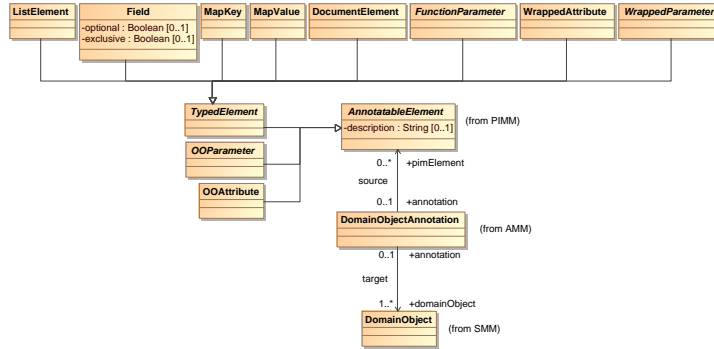 ListElement
Field
-optional : Boolean [0..1]
-exclusive : Boolean [0..1]
MapKey
MapValue
DocumentElement
FunctionParameter
WrappedAttribute
WrappedParameter
TypedElement
AnnotatableElement
-description : String [0..1]
(from PIMM)
OOParameter
OOAttribute
0..* +pimElement
source
0..1 +annotation
DomainObjectAnnotation
(from AMM)
0..1 +annotation
target
1..* +domainObject
DomainObject
(from SMM)